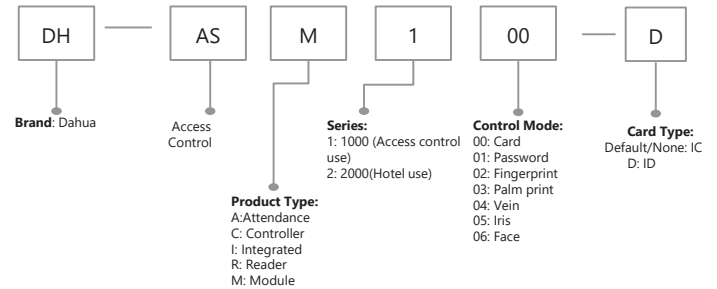 DH
AS
M
1
00
D
Brand: Dahua
Access
Control
Product Type:
A:Attendance
C: Controller
I: Integrated
R: Reader
M: Module
Series:
1: 1000 (Access control
use)
2: 2000(Hotel use)
Control Mode:
00: Card
01: Password
02: Fingerprint
03: Palm print
04: Vein
05: Iris
06: Face
Card Type:
Default/None: IC
D: ID